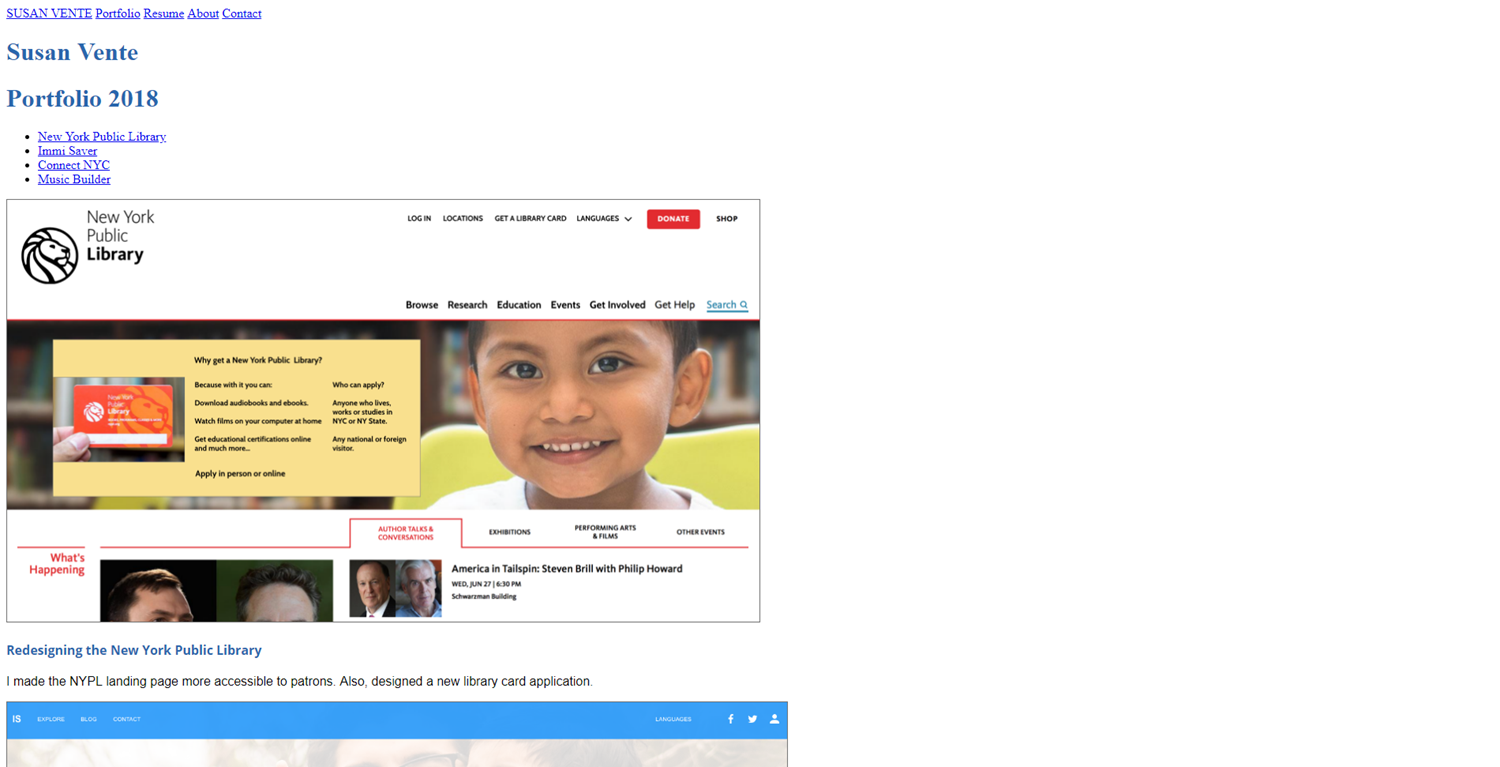 SUSAN VENTE Portfolio Resume About Contact
Susan Vente
Portfolio 2018
New York Public Library
Immi Saver
Connect NYC
Music Builder
New York
Public
Library
LOG IN LOCATIONS GET A LIBRARY CARD LANGUAGES DONATE SHOP
Browse Research Education Events Get Involved Get Help Search
Why get a New York Public Library?
Because with it you can:
Download audiobooks and ebooks.
Watch films on your computer at home
Get educational certifications online
and much more...
Who can apply?
Anyone who lives,
works or studies in
NYC or NY State.
Any national or foreign
visitor.
Apply in person or online
New York
Public
Library
AUTHOR TALKS &
CONVERSATIONS
EXHIBITIONS
PERFORMING ARTS
& FILMS
OTHER EVENTS
What's
Happening
America in Tailspin: Steven Brill with Philip Howard
WED, JUN 27 | 6:30 PM
Schwarzman Building
Redesigning the New York Public Library
I made the NYPL landing page more accessible to patrons. Also, designed a new library card application.
IS EXPLORE BLOG CONTACT LANGUAGES